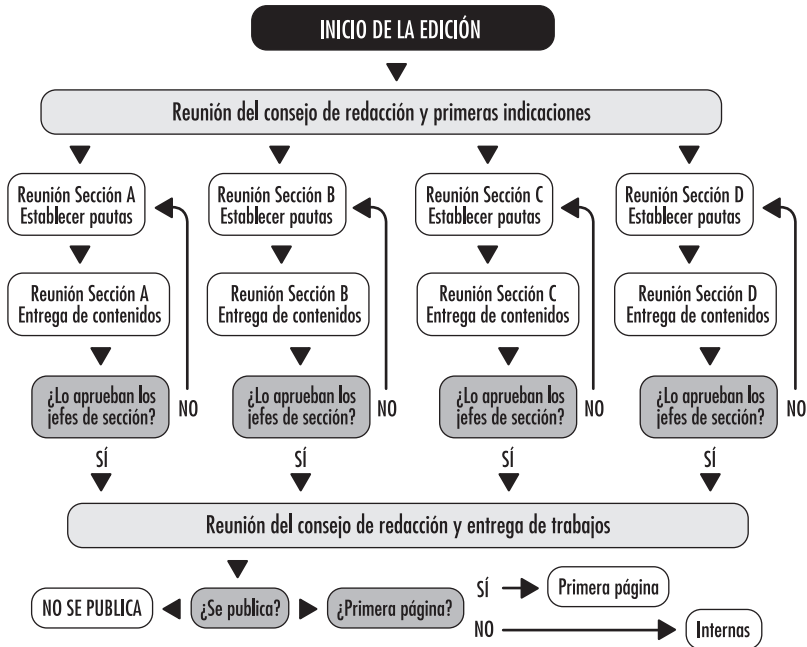 INICIO DE LA EDICIÓN
Reunión del consejo de redacción y primeras indicaciones
Reunión Sección A
Establecer pautas
Reunión Sección B
Establecer pautas
Reunión Sección C
Establecer pautas
Reunión Sección D
Establecer pautas
Reunión Sección A
Entrega de contenidos
Reunión Sección B
Entrega de contenidos
Reunión Sección C
Entrega de contenidos
Reunión Sección D
Entrega de contenidos
¿Lo aprueban los
jefes de sección?
NO
¿Lo aprueban los
jefes de sección?
NO
¿Lo aprueban los
jefes de sección?
NO
¿Lo aprueban los
jefes de sección?
NO
SÍ
SÍ
SÍ
SÍ
Reunión del consejo de redacción y entrega de trabajos
NO SE PUBLICA
¿Se publica?
¿Primera página?
SÍ
Primera página
NO
Internas